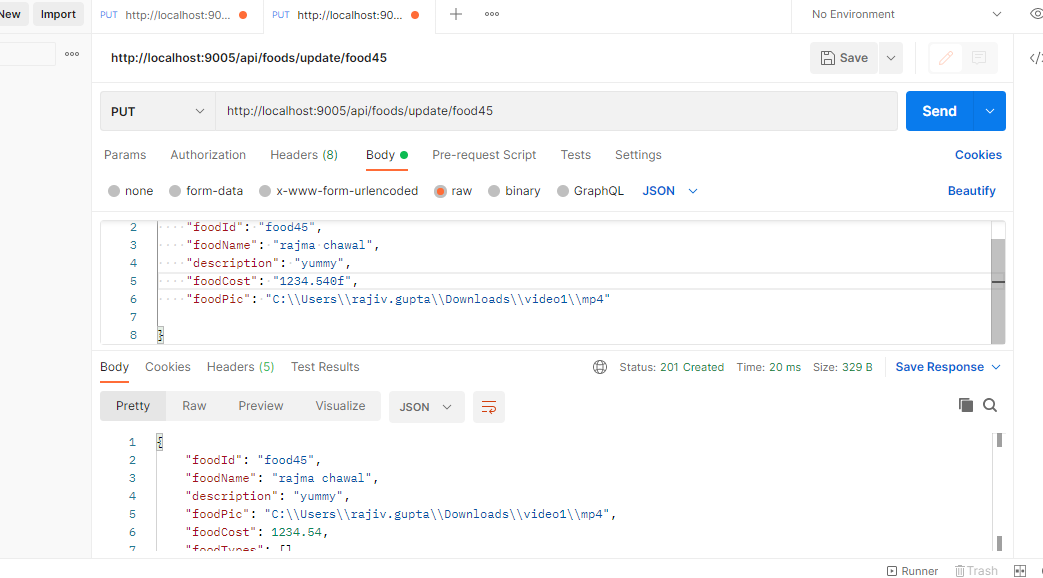 New Import PUT http://localhost:90... PUT http://localhost:90... No Environment
http://localhost:9005/api/foods/update/food45 Save
PUT http://localhost:9005/api/foods/update/food45 Send
Params Authorization Headers (8) Body Pre-request Script Tests Settings Cookies
none form-data x-www-form-urlencoded raw binary GraphQL JSON Beautify
2 "foodId": "food45",
3 "foodName": "rajma chawal",
4 "description": "yummy",
5 "foodCost": "1234.540f",
6 "foodPic": "C:\\Users\\rajiv.gupta\\Downloads\\video1\\mp4"
7
8 }
Body Cookies Headers (5) Test Results Status: 201 Created Time: 20 ms Size: 329 B Save Response
Pretty Raw Preview Visualize JSON
1 {
2 "foodId": "food45",
3 "foodName": "rajma chawal",
4 "description": "yummy",
5 "foodPic": "C:\\Users\\rajiv.gupta\\Downloads\\video1\\mp4",
6 "foodCost": 1234.54,
7 "foodTypes": []
Runner Trash